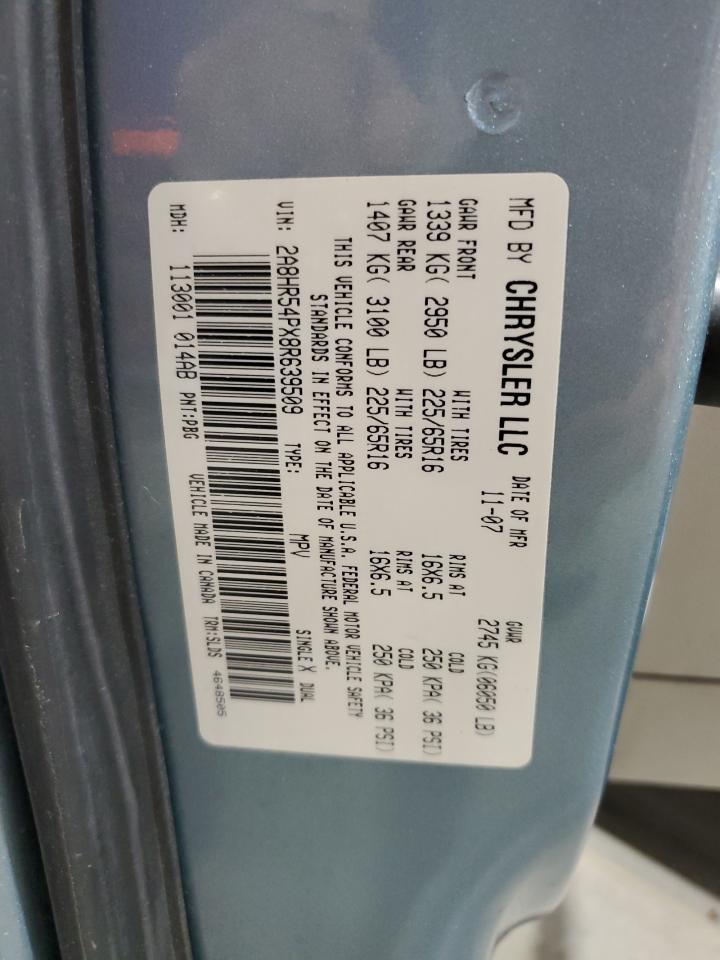 MFD BY CHRYSLER LLC DATE OF MFR GVWR
11-07 2745 KG(06050 LB)
GAWR FRONT WITH TIRES RIMS AT COLD
1339 KG( 2950 LB) 225/65R16 16X6.5 250 KPA( 36 PSI)
GAWR REAR WITH TIRES RIMS AT COLD
1407 KG( 3100 LB) 225/65R16 16X6.5 250 KPA( 36 PSI)
THIS VEHICLE CONFORMS TO ALL APPLICABLE U.S.A. FEDERAL MOTOR VEHICLE SAFETY
STANDARDS IN EFFECT ON THE DATE OF MANUFACTURE SHOWN ABOVE.
VIN: 2A8HR54PX8R639509 TYPE: MPV SINGLE X DUAL
MDH: 113001 014AB PNT:PBG VEHICLE MADE IN CANADA TRM:SLDS 4648505